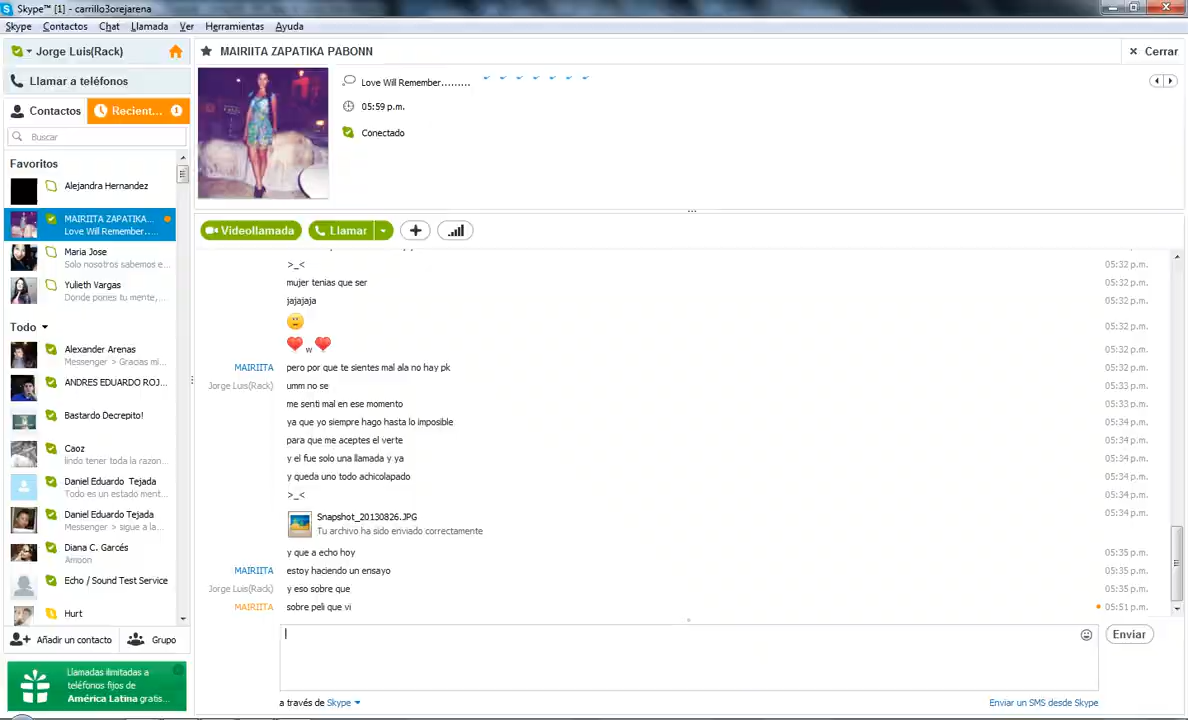 Skype™ [1] - carrillo3orejarena
Skype Contactos Chat Llamada Ver Herramientas Ayuda
Jorge Luis(Rack)
Llamar a teléfonos
Contactos
Recient... 1
Buscar
Favoritos
Alejandra Hernandez
MAIRIITA ZAPATIKA...
Love Will Remember.....
Maria Jose
Solo nosotros sabemos e...
Yulieth Vargas
Donde pones tu mente,...
Todo
Alexander Arenas
Messenger > Gracias mi...
ANDRES EDUARDO ROJ...
Bastardo Decrepito!
Caoz
lindo tener toda la razon...
Daniel Eduardo Tejada
Todo es un estado ment...
Daniel Eduardo Tejada
Messenger > sigue a la...
Diana C. Garcés
Amoon
Echo / Sound Test Service
Hurt
Añadir un contacto
Grupo
Llamadas ilimitadas a
teléfonos fijos de
América Latina gratis...
MAIRIITA ZAPATIKA PABONN
Cerrar
Love Will Remember.........
05:59 p.m.
Conectado
Videollamada
Llamar
>_< 05:32 p.m.
mujer tenias que ser 05:32 p.m.
jajajaja 05:32 p.m.
05:32 p.m.
w 05:32 p.m.
MAIRIITA pero por que te sientes mal ala no hay pk 05:32 p.m.
Jorge Luis(Rack) umm no se 05:33 p.m.
me senti mal en ese momento 05:33 p.m.
ya que yo siempre hago hasta lo imposible 05:34 p.m.
para que me aceptes el verte 05:34 p.m.
y el fue solo una llamada y ya 05:34 p.m.
y queda uno todo achicolapado 05:34 p.m.
>_< 05:34 p.m.
Snapshot_20130826.JPG 05:34 p.m.
Tu archivo ha sido enviado correctamente
y que a echo hoy 05:35 p.m.
MAIRIITA estoy haciendo un ensayo 05:35 p.m.
Jorge Luis(Rack) y eso sobre que 05:35 p.m.
MAIRIITA sobre peli que vi 05:51 p.m.
Enviar
a través de Skype
Enviar un SMS desde Skype